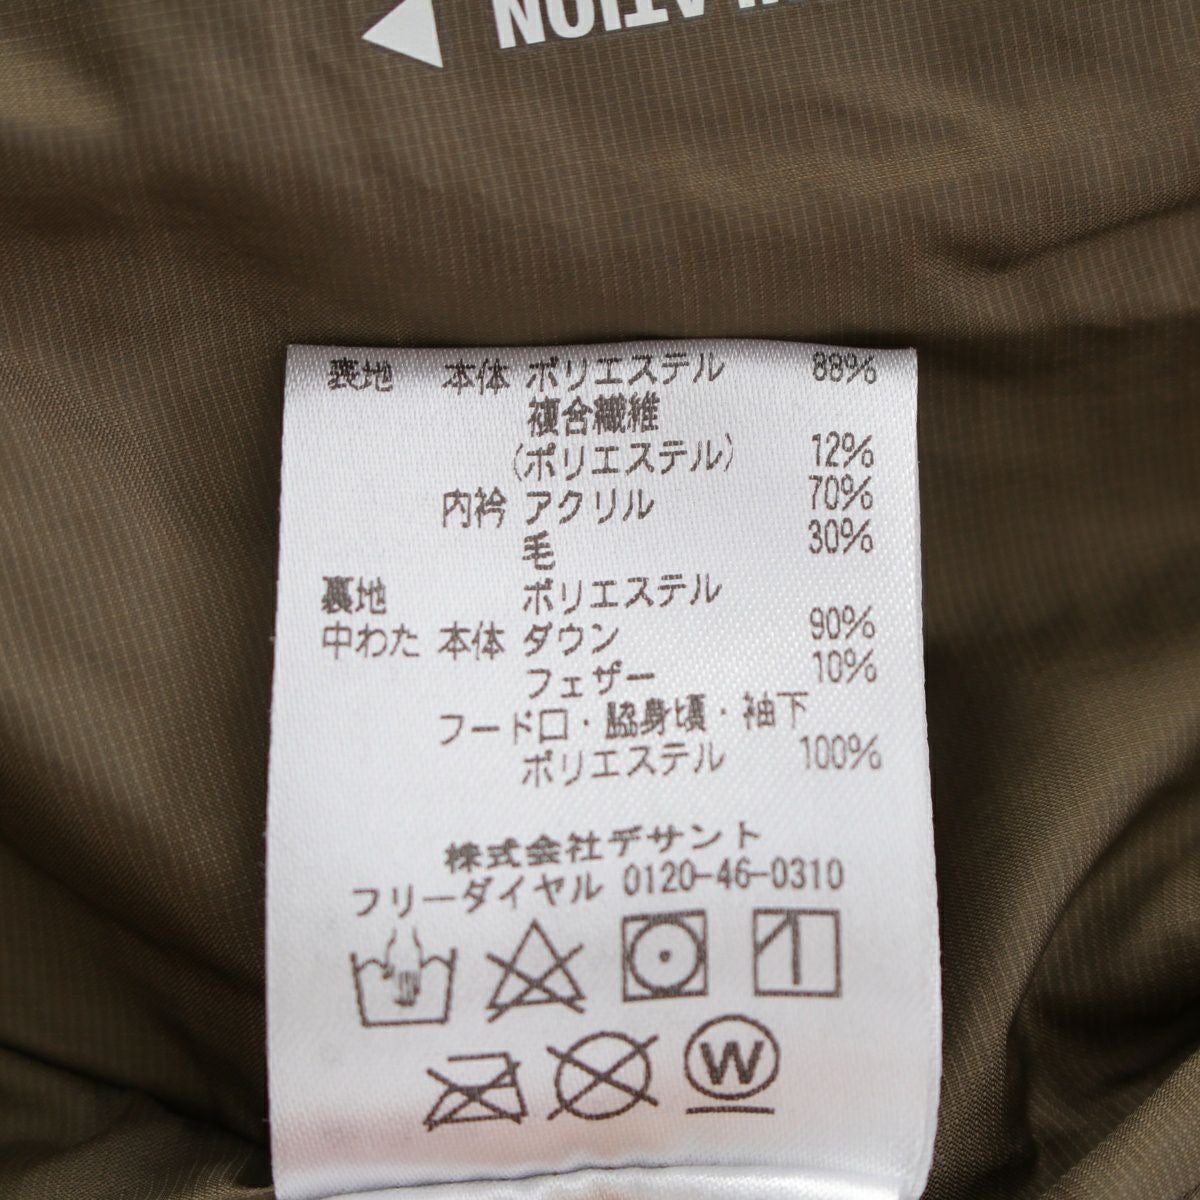 ULATION
裏地 本体 ポリエステル 88%
複合繊維
(ポリエステル) 12%
内衿 アクリル 70%
毛 30%
裏地 ポリエステル
中わた 本体 ダウン 90%
フェザー 10%
フード口・脇身頃・袖下
ポリエステル 100%
株式会社デサント
フリーダイヤル 0120-46-0310
W